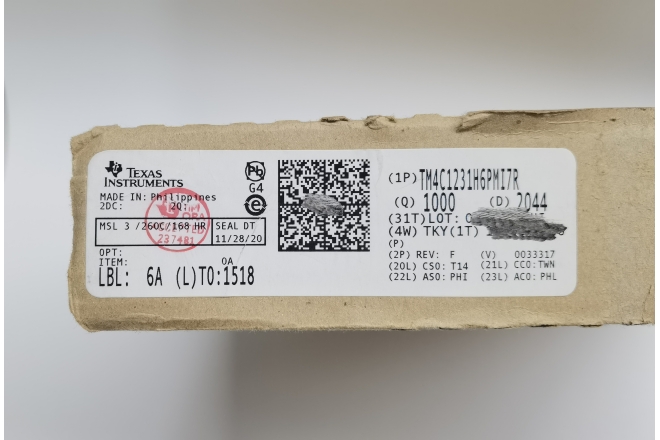 TEXAS INSTRUMENTS
MADE IN: Philippines
2DC: 2Q:
MSL 3 /260C/168 HR
SEAL DT
11/28/20
OPT:
ITEM: 0A
LBL: 6A (L)T0:1518
Pb
G4
e
237481
(1P) TM4C1231H6PMI7R
(Q) 1000 (D) 2044
(31T)LOT:
(4W) TKY(1T)
(P)
(2P) REV: F (V) 0033317
(20L) CSO: T14 (21L) CCO:TWN
(22L) ASO: PHI (23L) ACO: PHL